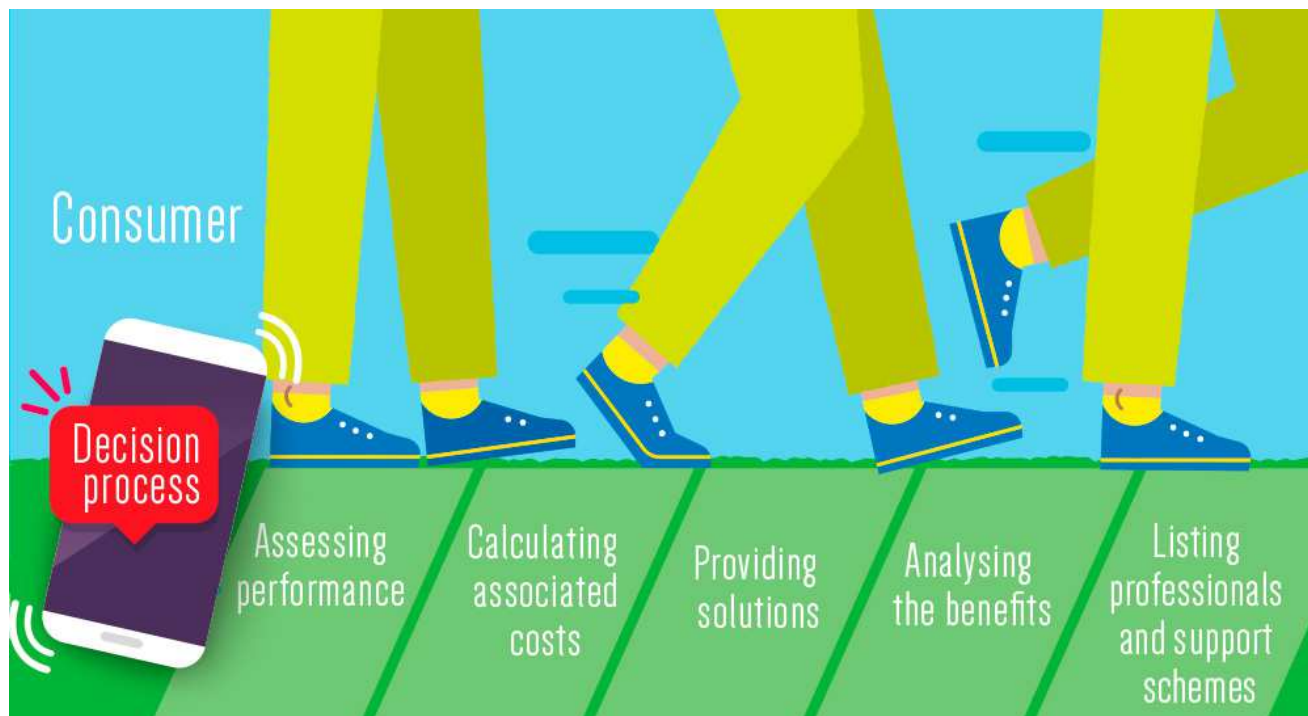 Consumer
Decision
process
Assessing
performance
Calculating
associated
costs
Providing
solutions
Analysing
the benefits
Listing
professionals
and support
schemes